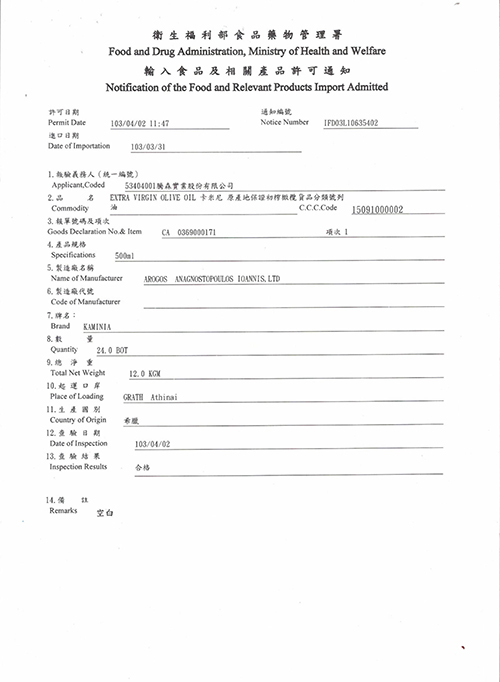 衛生福利部食品藥物管理署
Food and Drug Administration, Ministry of Health and Welfare
輸入食品及相關產品許可通知
Notification of the Food and Relevant Products Import Admitted
許可日期 通知編號
Permit Date 103/04/02 11:47 Notice Number IFD03L10635402
進口日期
Date of Importation 103/03/31
1. 報驗義務人(統一編號)
Applicant,Coded 53404001騰森實業股份有限公司
2. 品 名 EXTRA VIRGIN OLIVE OIL 卡米尼 原產地保證初榨橄欖 貨品分類號列
Commodity 油 C.C.C.Code 15091000002
3. 報單號碼及項次
Goods Declaration No.& Item CA 0369000171 項次 1
4. 產品規格
Specifications 500ml
5. 製造廠名稱
Name of Manufacturer AROGOS ANAGNOSTOPOULOS IOANNIS,LTD
6. 製造廠代號
Code of Manufacturer
7. 牌名:
Brand KAMINIA
8. 數 量
Quantity 24.0 BOT
9. 總 淨 重
Total Net Weight 12.0 KGM
10. 起 運 口 岸
Place of Loading GRATH Athinai
11. 生 產 國 別
Country of Origin 希臘
12. 查 驗 日 期
Date of Inspection 103/04/02
13. 查 驗 結 果
Inspection Results 合格
14. 備 註
Remarks 空白